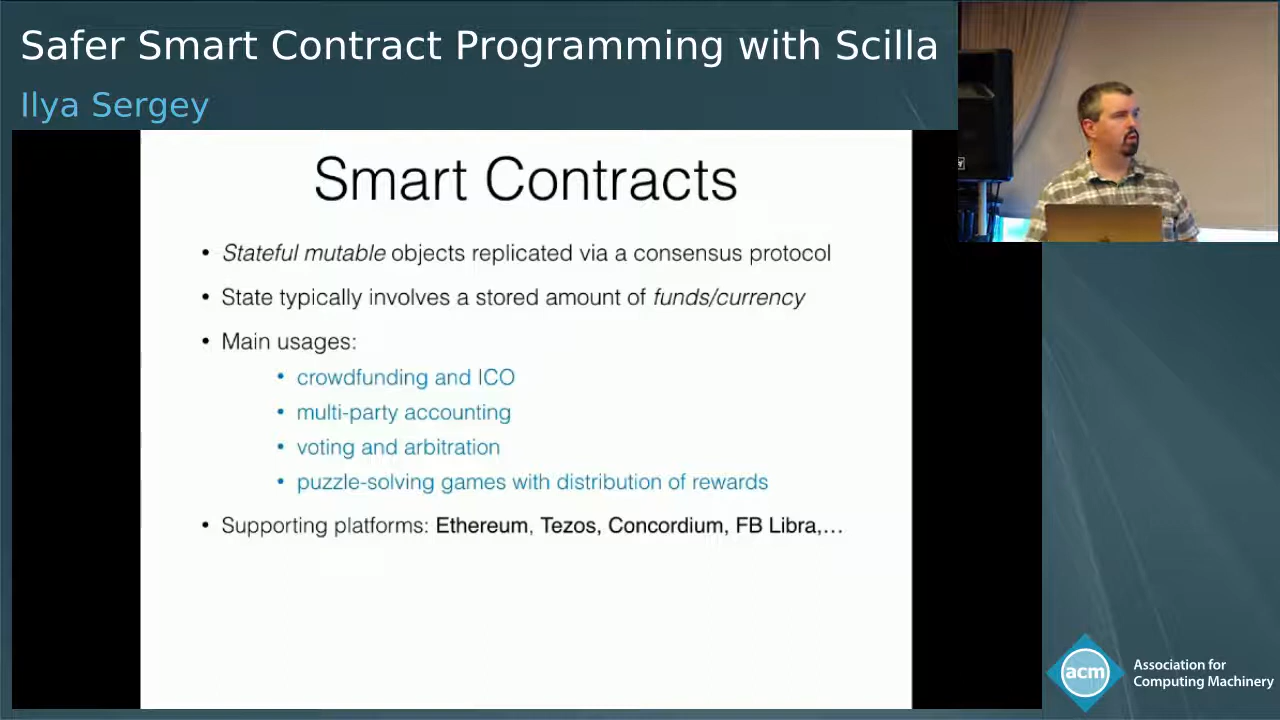 Safer Smart Contract Programming with Scilla
Ilya Sergey
Smart Contracts
• Stateful mutable objects replicated via a consensus protocol
• State typically involves a stored amount of funds/currency
• Main usages:
• crowdfunding and ICO
• multi-party accounting
• voting and arbitration
• puzzle-solving games with distribution of rewards
• Supporting platforms: Ethereum, Tezos, Concordium, FB Libra,…
acm
Association for
Computing Machinery